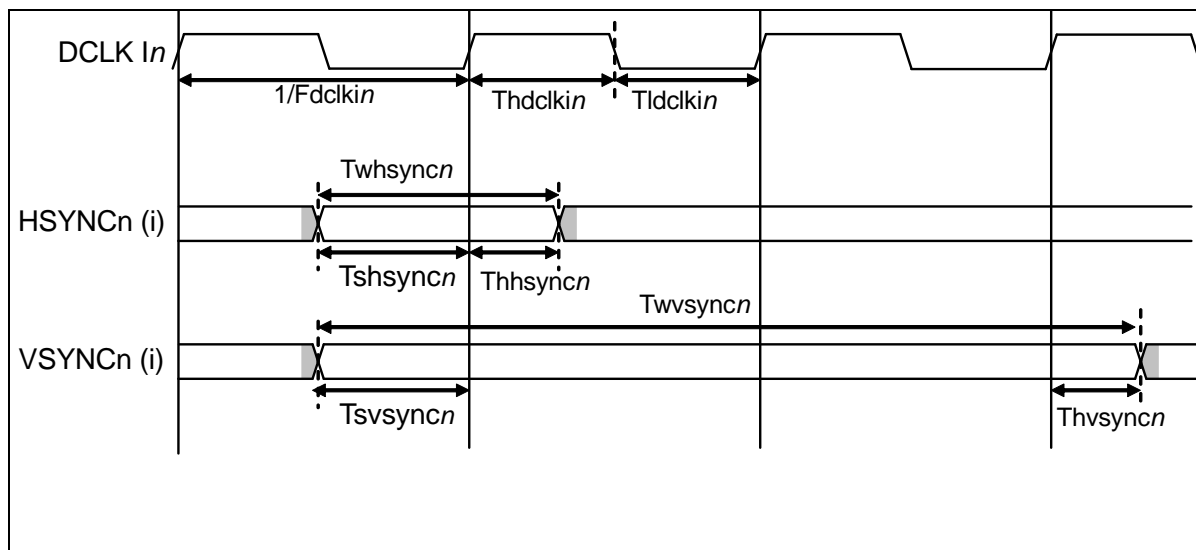 DCLK In
1/Fdclkin
Thdclkin
Tldclkin
Twhsyncn
HSYNCn (i)
Tshsyncn
Thhsyncn
Twvsyncn
VSYNCn (i)
Tsvsyncn
Thvsyncn